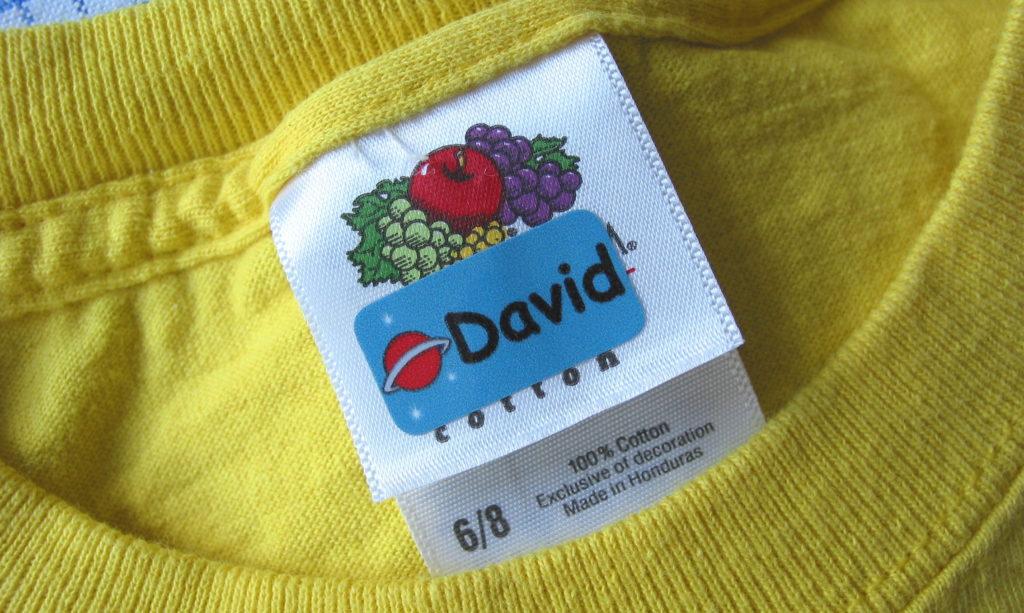 ®
David
cotton
100% Cotton
Exclusive of decoration
Made in Honduras
6/8